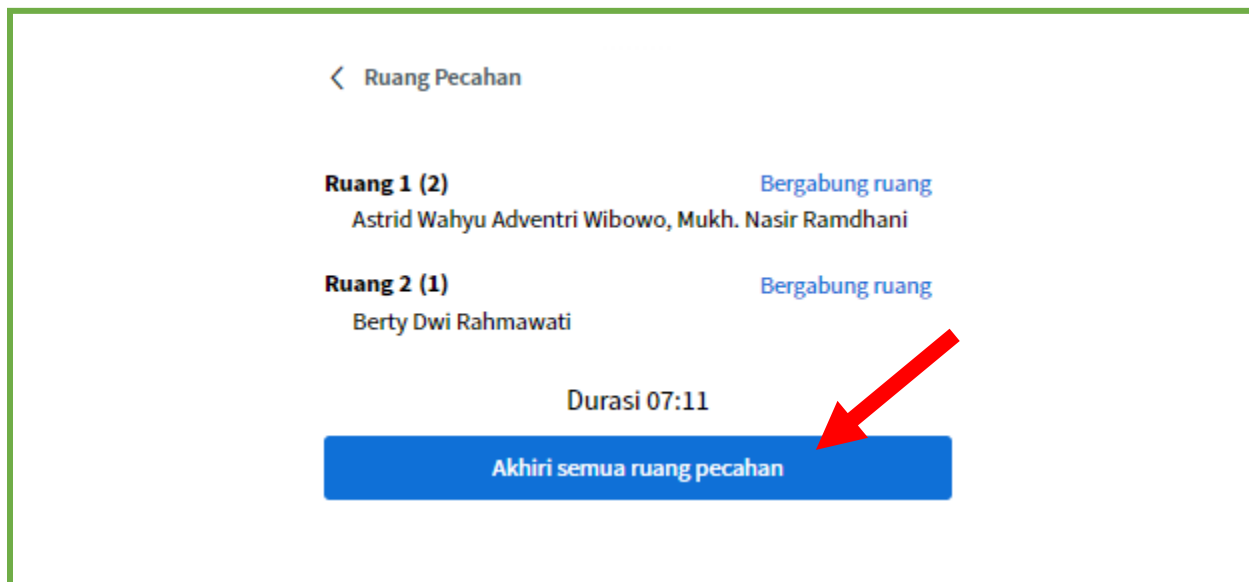 Ruang Pecahan
Ruang 1 (2) Bergabung ruang
Astrid Wahyu Adventri Wibowo, Mukh. Nasir Ramdhani
Ruang 2 (1) Bergabung ruang
Berty Dwi Rahmawati
Durasi 07:11
Akhiri semua ruang pecahan